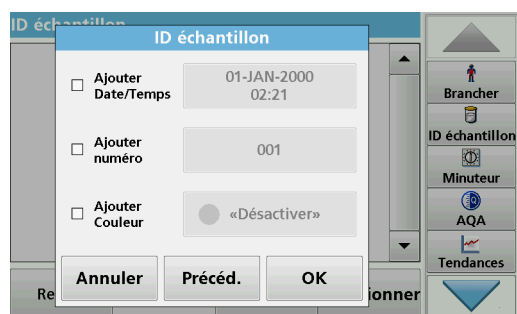 ID échantillon
ID échantillon
Ajouter
Date/Temps
01-JAN-2000
02:21
Ajouter
numéro
001
Ajouter
Couleur
«Désactiver»
Annuler
Précéd.
OK
Brancher
ID échantillon
Minuteur
AQA
Tendances